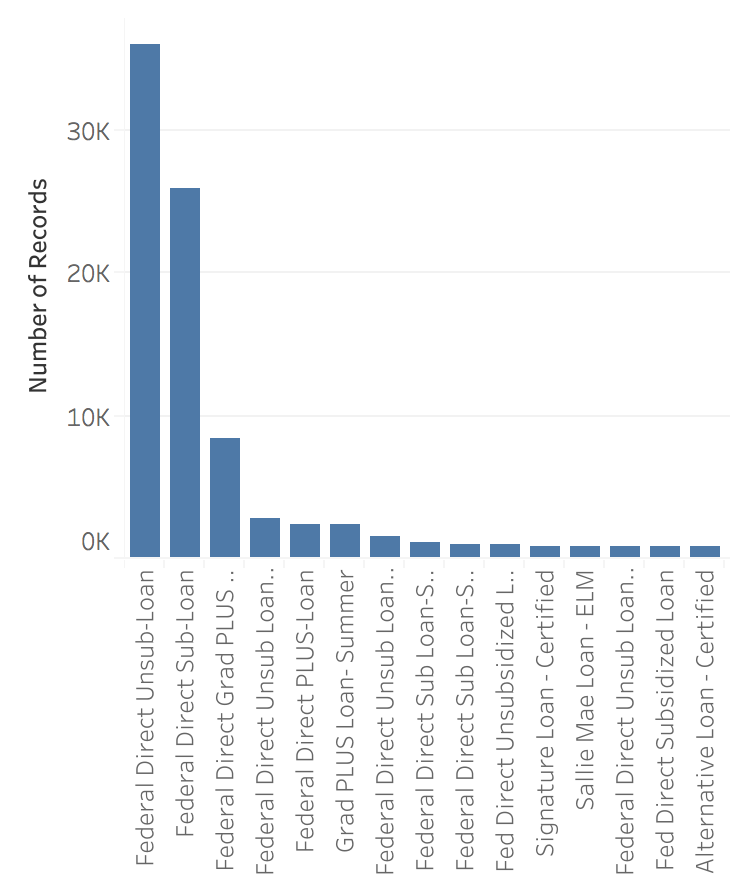 Number of Records
30K
20K
10K
0K
Federal Direct Unsub-Loan
Federal Direct Sub-Loan
Federal Direct Grad PLUS ..
Federal Direct Unsub Loan..
Federal Direct PLUS-Loan
Grad PLUS Loan- Summer
Federal Direct Unsub Loan..
Federal Direct Sub Loan-S..
Federal Direct Sub Loan-S..
Fed Direct Unsubsidized L..
Signature Loan - Certified
Sallie Mae Loan - ELM
Federal Direct Unsub Loan..
Fed Direct Subsidized Loan
Alternative Loan - Certified